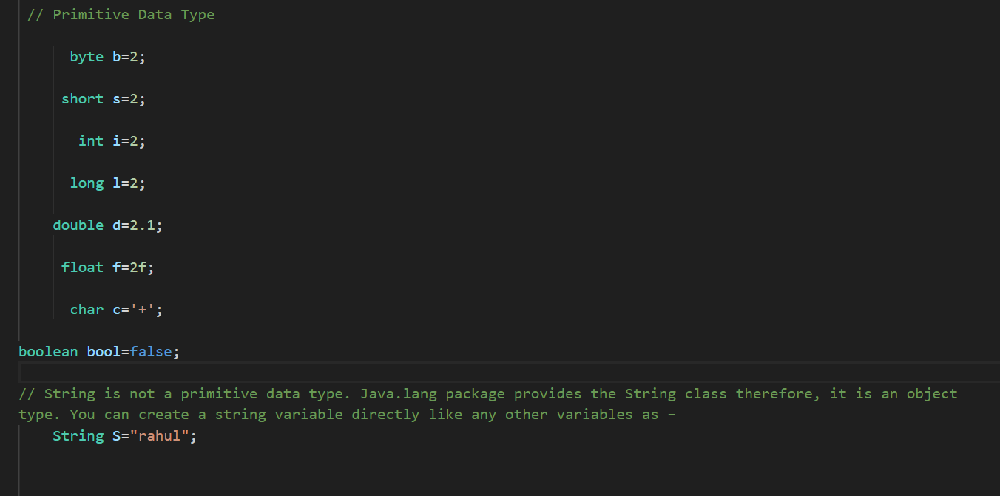 // Primitive Data Type
byte b=2;
short s=2;
int i=2;
long l=2;
double d=2.1;
float f=2f;
char c='+';
boolean bool=false;
// String is not a primitive data type. Java.lang package provides the String class therefore, it is an object
type. You can create a string variable directly like any other variables as −
String S="rahul";